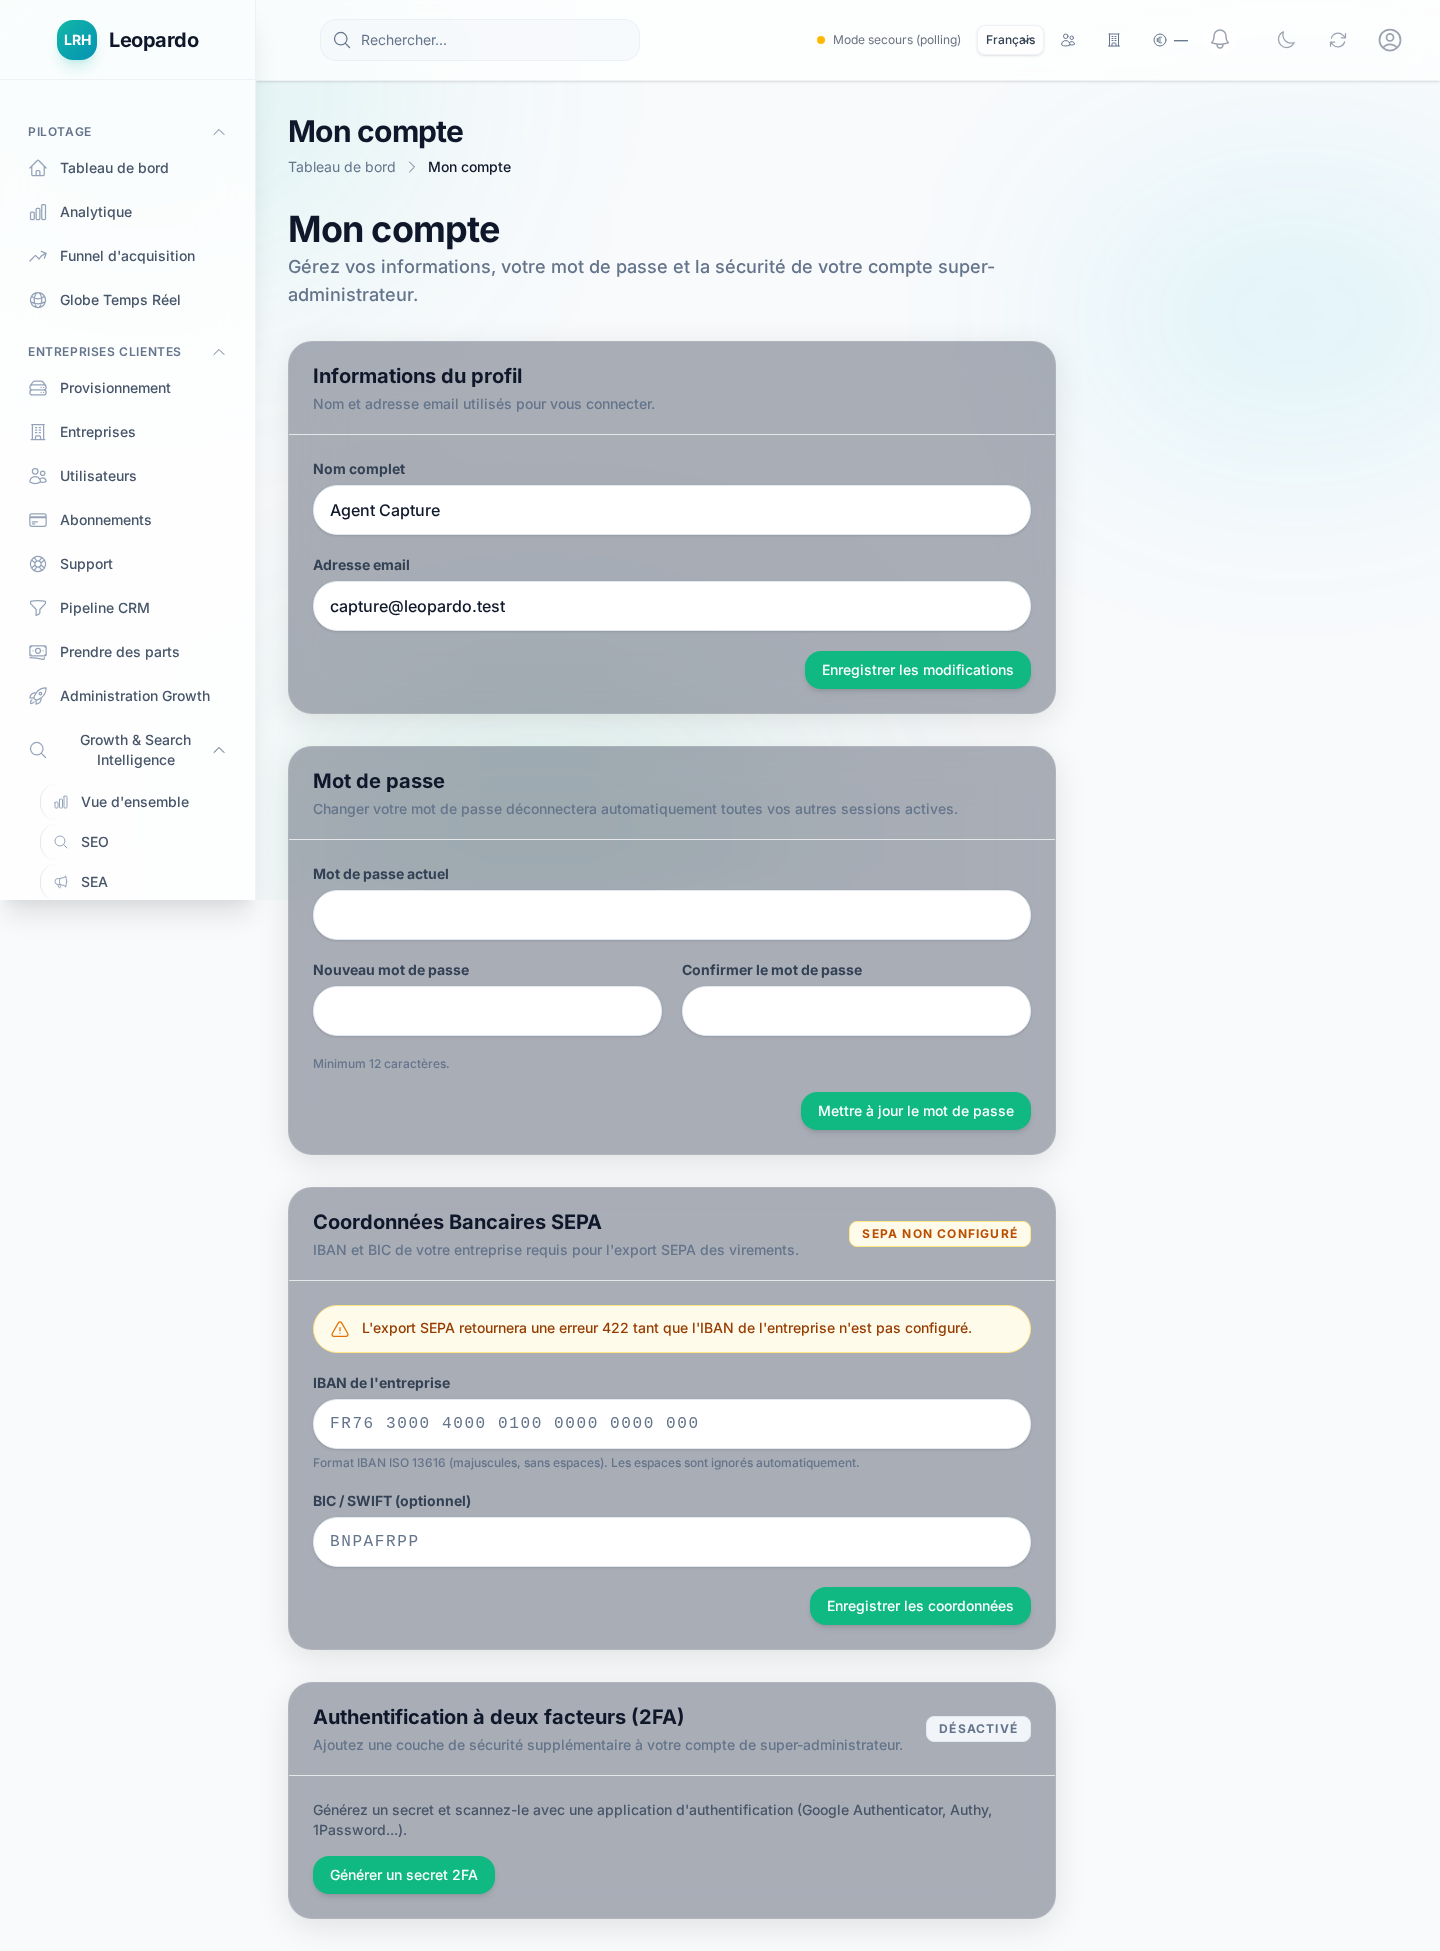 LRH
Leopardo
Rechercher...
Mode secours (polling)
Français
—
PILOTAGE
Tableau de bord
Analytique
Funnel d'acquisition
Globe Temps Réel
ENTREPRISES CLIENTES
Provisionnement
Entreprises
Utilisateurs
Abonnements
Support
Pipeline CRM
Prendre des parts
Administration Growth
Growth & Search
Intelligence
Vue d'ensemble
SEO
SEA
Mon compte
Tableau de bord
Mon compte
Mon compte
Gérez vos informations, votre mot de passe et la sécurité de votre compte super-
administrateur.
Informations du profil
Nom et adresse email utilisés pour vous connecter.
Nom complet
Agent Capture
Adresse email
capture@leopardo.test
Enregistrer les modifications
Mot de passe
Changer votre mot de passe déconnectera automatiquement toutes vos autres sessions actives.
Mot de passe actuel
Nouveau mot de passe
Confirmer le mot de passe
Minimum 12 caractères.
Mettre à jour le mot de passe
Coordonnées Bancaires SEPA
IBAN et BIC de votre entreprise requis pour l'export SEPA des virements.
SEPA NON CONFIGURÉ
L'export SEPA retournera une erreur 422 tant que l'IBAN de l'entreprise n'est pas configuré.
IBAN de l'entreprise
FR76 3000 4000 0100 0000 0000 000
Format IBAN ISO 13616 (majuscules, sans espaces). Les espaces sont ignorés automatiquement.
BIC / SWIFT (optionnel)
BNPAFRPP
Enregistrer les coordonnées
Authentification à deux facteurs (2FA)
Ajoutez une couche de sécurité supplémentaire à votre compte de super-administrateur.
DÉSACTIVÉ
Générez un secret et scannez-le avec une application d'authentification (Google Authenticator, Authy,
1Password...).
Générer un secret 2FA